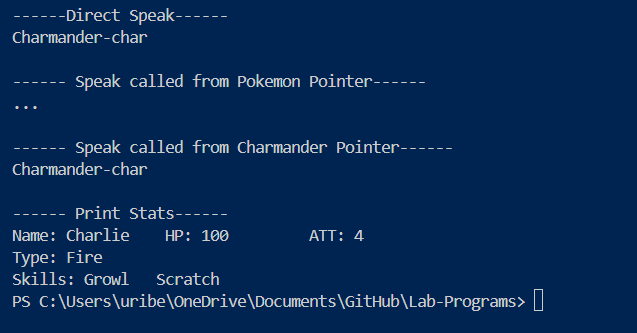 ------Direct Speak------
Charmander-char
------ Speak called from Pokemon Pointer------
...
------ Speak called from Charmander Pointer------
Charmander-char
------ Print Stats------
Name: Charlie    HP: 100         ATT: 4
Type: Fire
Skills: Growl   Scratch
PS C:\Users\uribe\OneDrive\Documents\GitHub\Lab-Programs>